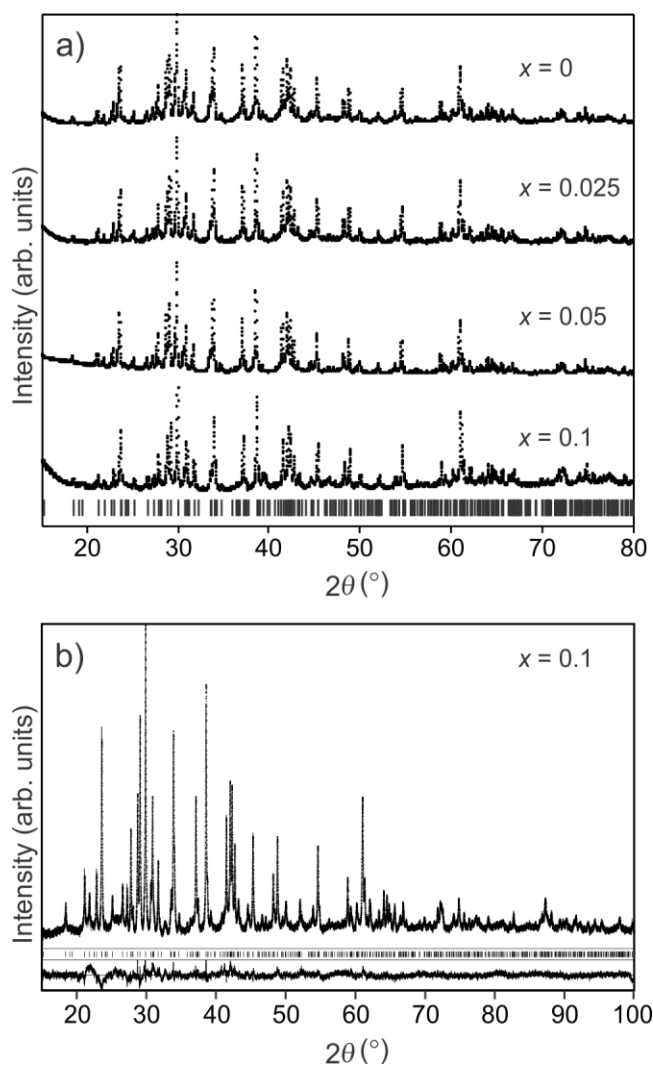 a)
x = 0
x = 0.025
x = 0.05
x = 0.1
Intensity (arb. units)
20 30 40 50 60 70 80
2θ (°)
b)
x = 0.1
Intensity (arb. units)
20 30 40 50 60 70 80 90 100
2θ (°)